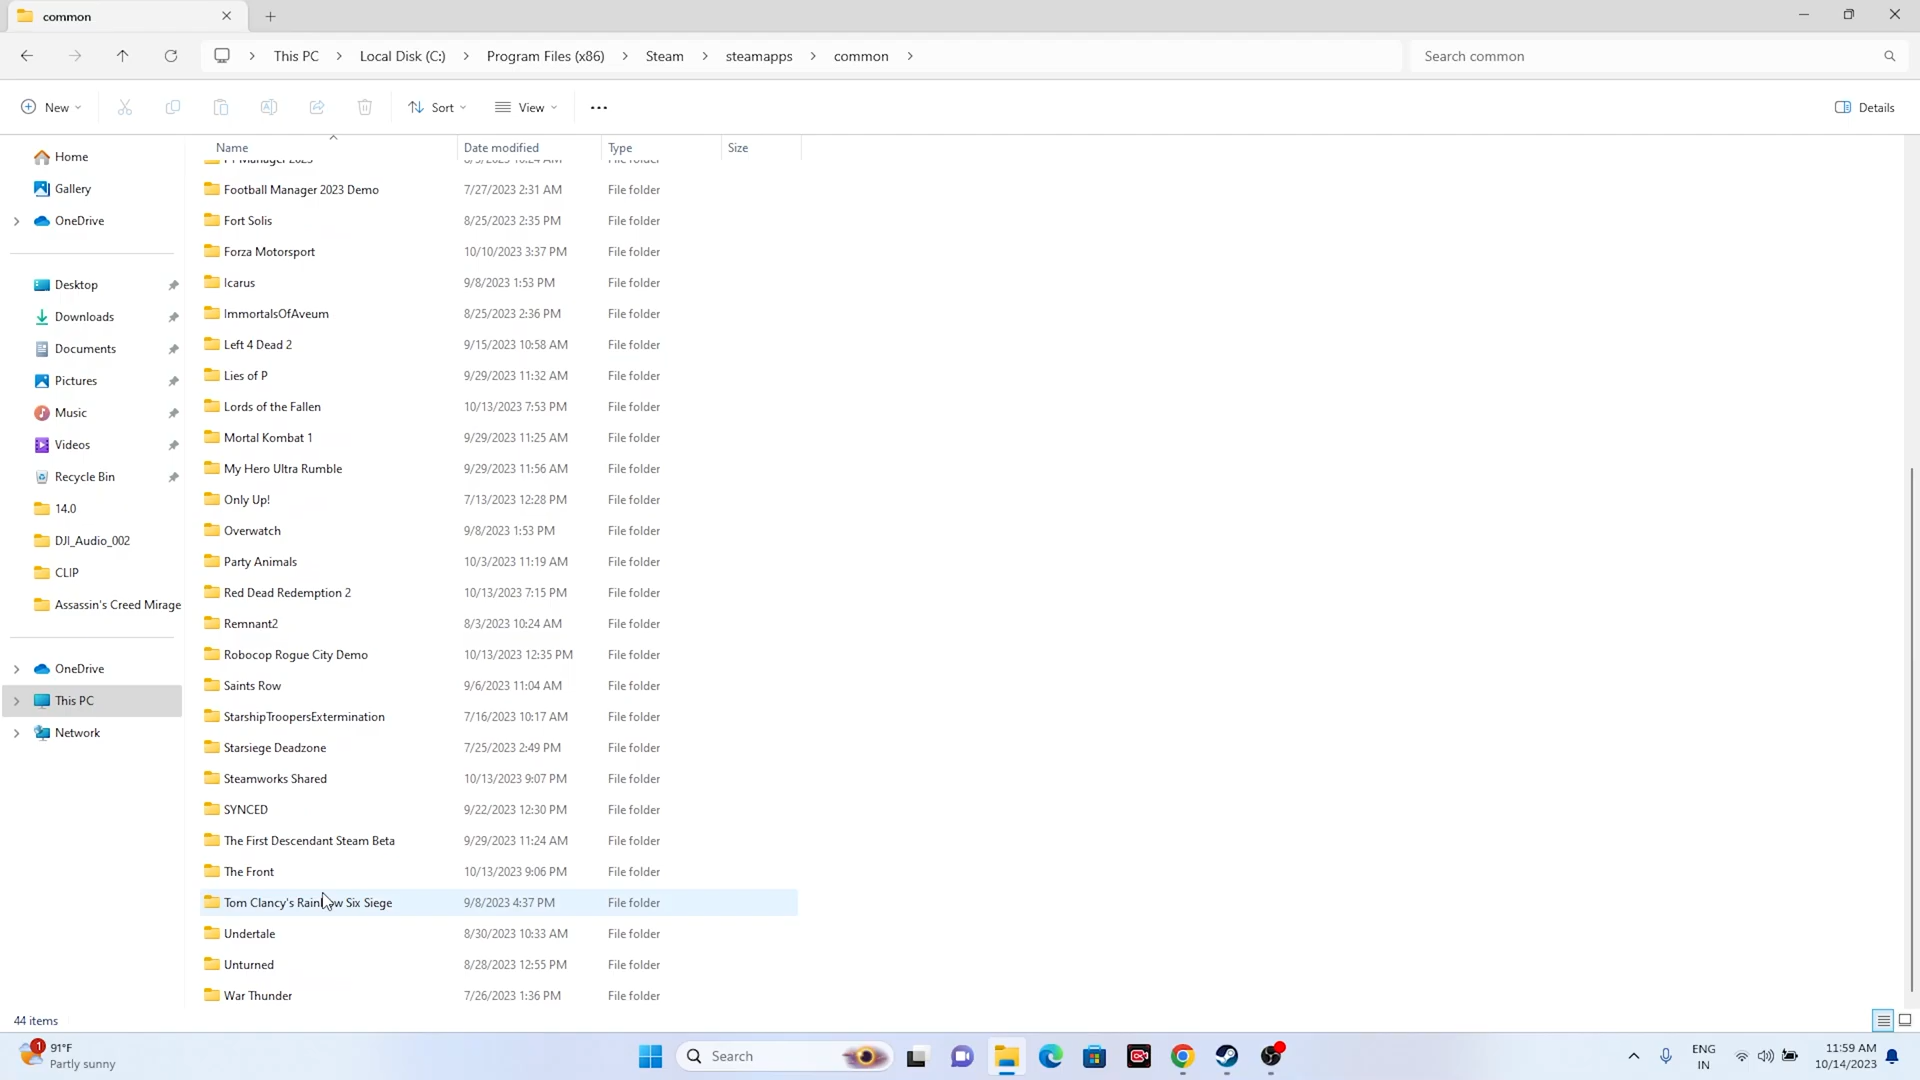 common
This PC
Local Disk (C:)
Program Files (x86)
Steam
steamapps
common
Search common
New
Sort
View
Details
Home
Gallery
OneDrive
Desktop
Downloads
Documents
Pictures
Music
Videos
Recycle Bin
14.0
DJI_Audio_002
CLIP
Assassin's Creed Mirage
OneDrive
This PC
Network
Name Date modified Type Size
Football Manager 2023 Demo 7/27/2023 2:31 AM File folder
Fort Solis 8/25/2023 2:35 PM File folder
Forza Motorsport 10/10/2023 3:37 PM File folder
Icarus 9/8/2023 1:53 PM File folder
ImmortalsOfAveum 8/25/2023 2:36 PM File folder
Left 4 Dead 2 9/15/2023 10:58 AM File folder
Lies of P 9/29/2023 11:32 AM File folder
Lords of the Fallen 10/13/2023 7:53 PM File folder
Mortal Kombat 1 9/29/2023 11:25 AM File folder
My Hero Ultra Rumble 9/29/2023 11:56 AM File folder
Only Up! 7/13/2023 12:28 PM File folder
Overwatch 9/8/2023 1:53 PM File folder
Party Animals 10/3/2023 11:19 AM File folder
Red Dead Redemption 2 10/13/2023 7:15 PM File folder
Remnant2 8/3/2023 10:24 AM File folder
Robocop Rogue City Demo 10/13/2023 12:35 PM File folder
Saints Row 9/6/2023 11:04 AM File folder
StarshipTroopersExtermination 7/16/2023 10:17 AM File folder
Starsiege Deadzone 7/25/2023 2:49 PM File folder
Steamworks Shared 10/13/2023 9:07 PM File folder
SYNCED 9/22/2023 12:30 PM File folder
The First Descendant Steam Beta 9/29/2023 11:24 AM File folder
The Front 10/13/2023 9:06 PM File folder
Tom Clancy's Rainbow Six Siege 9/8/2023 4:37 PM File folder
Undertale 8/30/2023 10:33 AM File folder
Unturned 8/28/2023 12:55 PM File folder
War Thunder 7/26/2023 1:36 PM File folder
44 items
1
91°F
Partly sunny
Search
ENG
IN
11:59 AM
10/14/2023